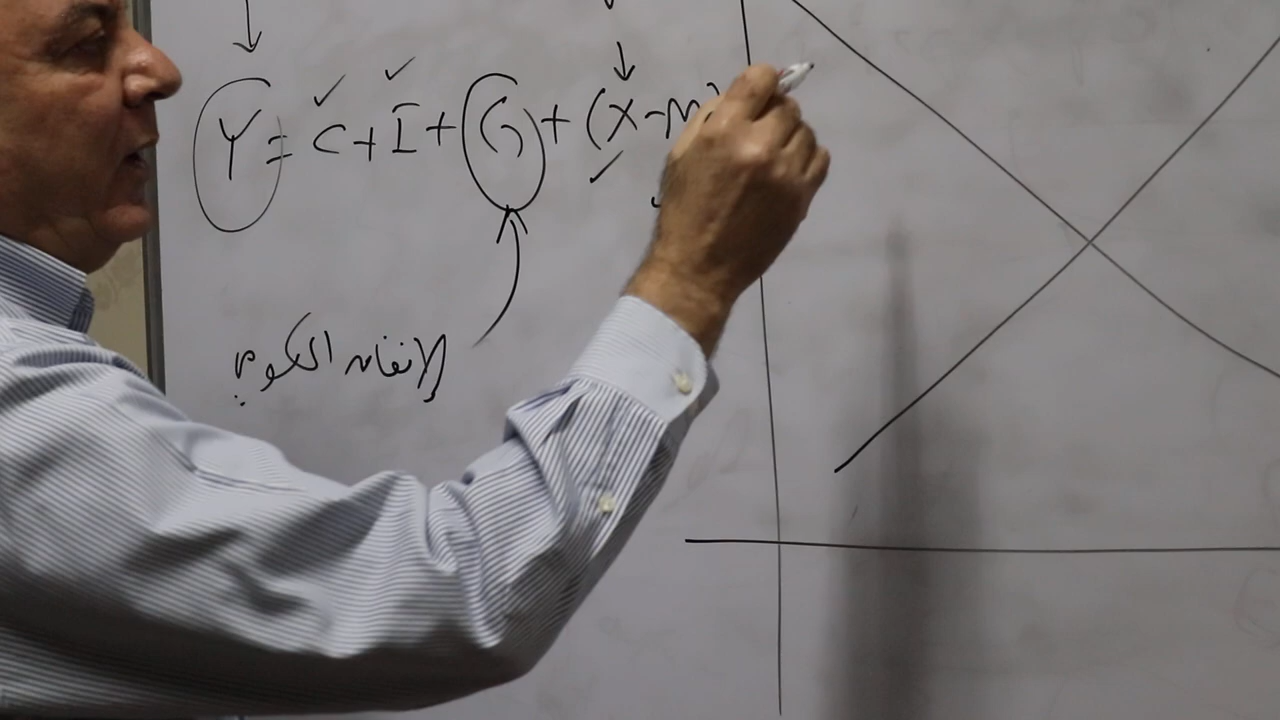 Y = C + I + G + (X - M)
الانفاق الحكومي